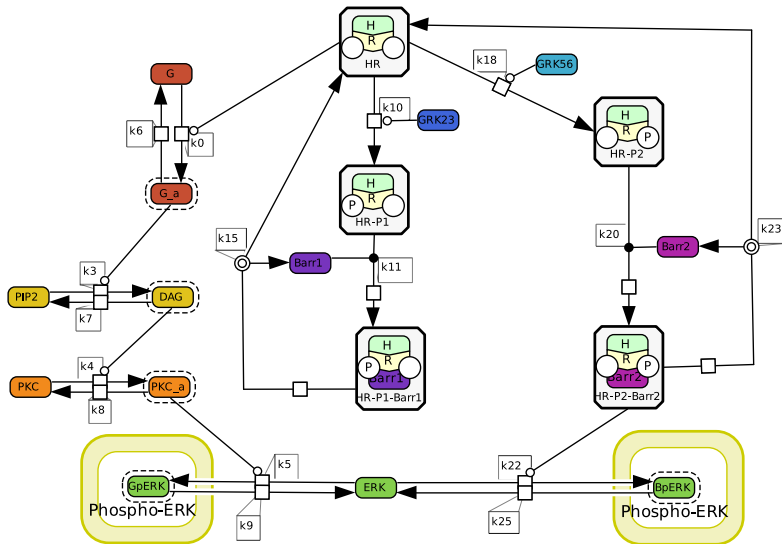 H
R
HR
k18
GRK56
G
k10
GRK23
k6
k0
H
R
P
HR-P2
G_a
H
R
P
HR-P1
k15
k20
Barr2
k23
k3
Barr1
k11
PIP2
DAG
k7
H
R
P
Barr1
HR-P1-Barr1
H
R
P
Barr2
HR-P2-Barr2
k4
PKC
PKC_a
k8
k5
k22
GpERK
ERK
BpERK
Phospho-ERK
k9
k25
Phospho-ERK